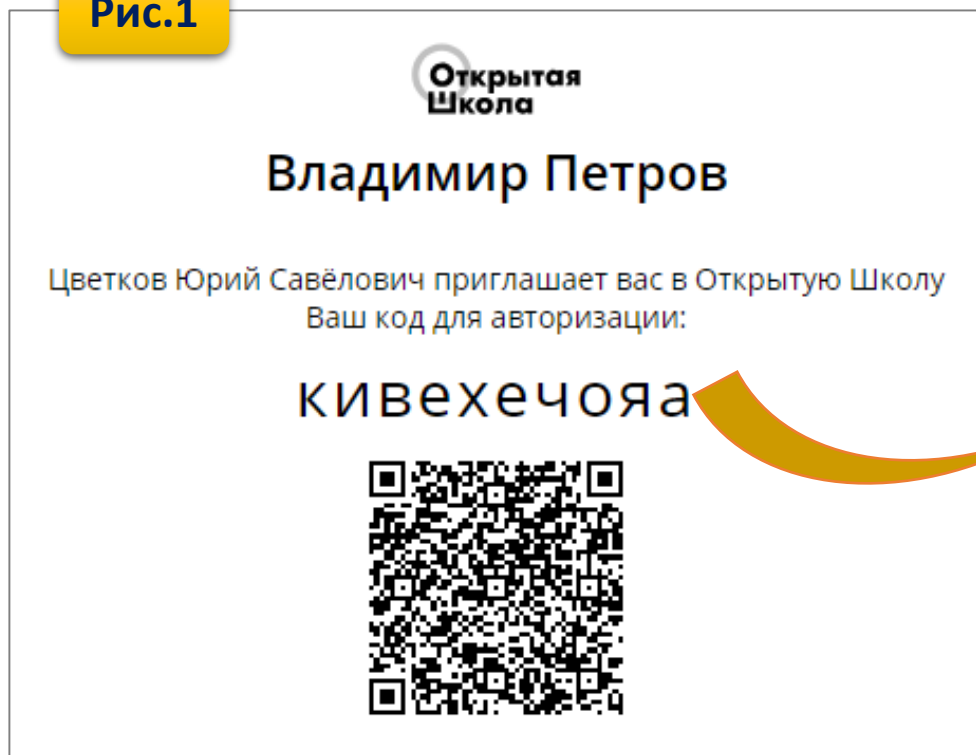 Рис.1
Открытая
Школа
Владимир Петров
Цветков Юрий Савёлович приглашает вас в Открытую Школу
Ваш код для авторизации:
кивехечояа